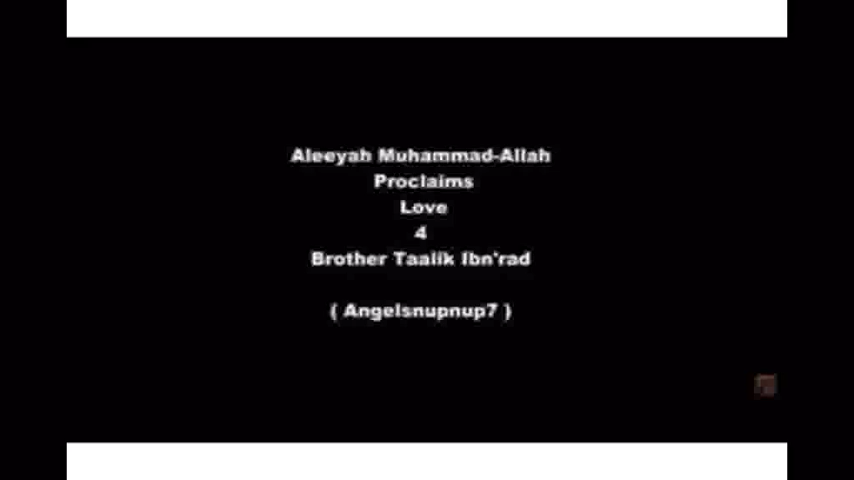 Aleeyah Muhammad-Allah
Proclaims
Love
4
Brother Taalik Ibn'rad
( Angelsnupnup7 )